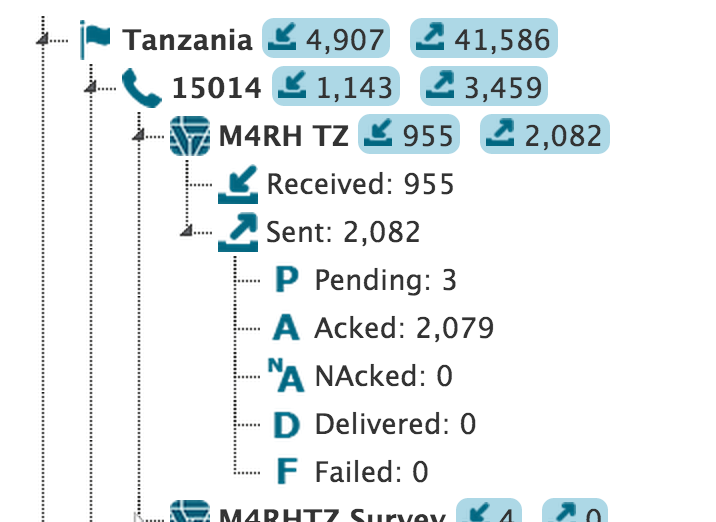 Tanzania 4,907 41,586
15014 1,143 3,459
M4RH TZ 955 2,082
Received: 955
Sent: 2,082
P Pending: 3
A Acked: 2,079
NA NAcked: 0
D Delivered: 0
F Failed: 0
M4RHTZ Survey 4 0